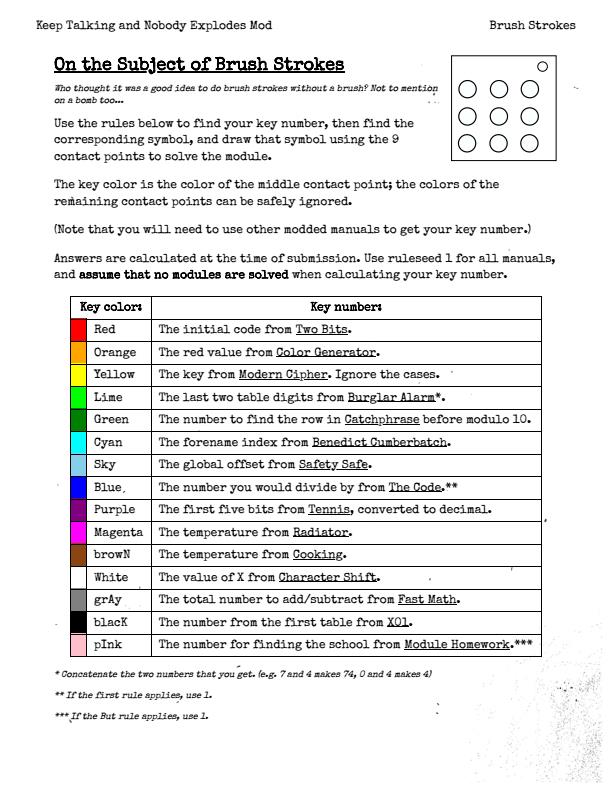 Keep Talking and Nobody Explodes Mod Brush Strokes
On the Subject of Brush Strokes
Who thought it was a good idea to do brush strokes without a brush? Not to mention
on a bomb too...
Use the rules below to find your key number, then find the
corresponding symbol, and draw that symbol using the 9
contact points to solve the module.
The key color is the color of the middle contact point; the colors of the
remaining contact points can be safely ignored.
(Note that you will need to use other modded manuals to get your key number.)
Answers are calculated at the time of submission. Use ruleseed 1 for all manuals,
and assume that no modules are solved when calculating your key number.
Key color: Key number:
Red The initial code from Two Bits.
Orange The red value from Color Generator.
Yellow The key from Modern Cipher. Ignore the cases.
Lime The last two table digits from Burglar Alarm*.
Green The number to find the row in Catchphrase before modulo 10.
Cyan The forename index from Benedict Cumberbatch.
Sky The global offset from Safety Safe.
Blue The number you would divide by from The Code.**
Purple The first five bits from Tennis, converted to decimal.
Magenta The temperature from Radiator.
browN The temperature from Cooking.
White The value of X from Character Shift.
grAy The total number to add/subtract from Fast Math.
blacK The number from the first table from X01.
pInk The number for finding the school from Module Homework.***
* Concatenate the two numbers that you get. (e.g. 7 and 4 makes 74, 0 and 4 makes 4)
** If the first rule applies, use 1.
*** If the But rule applies, use 1.